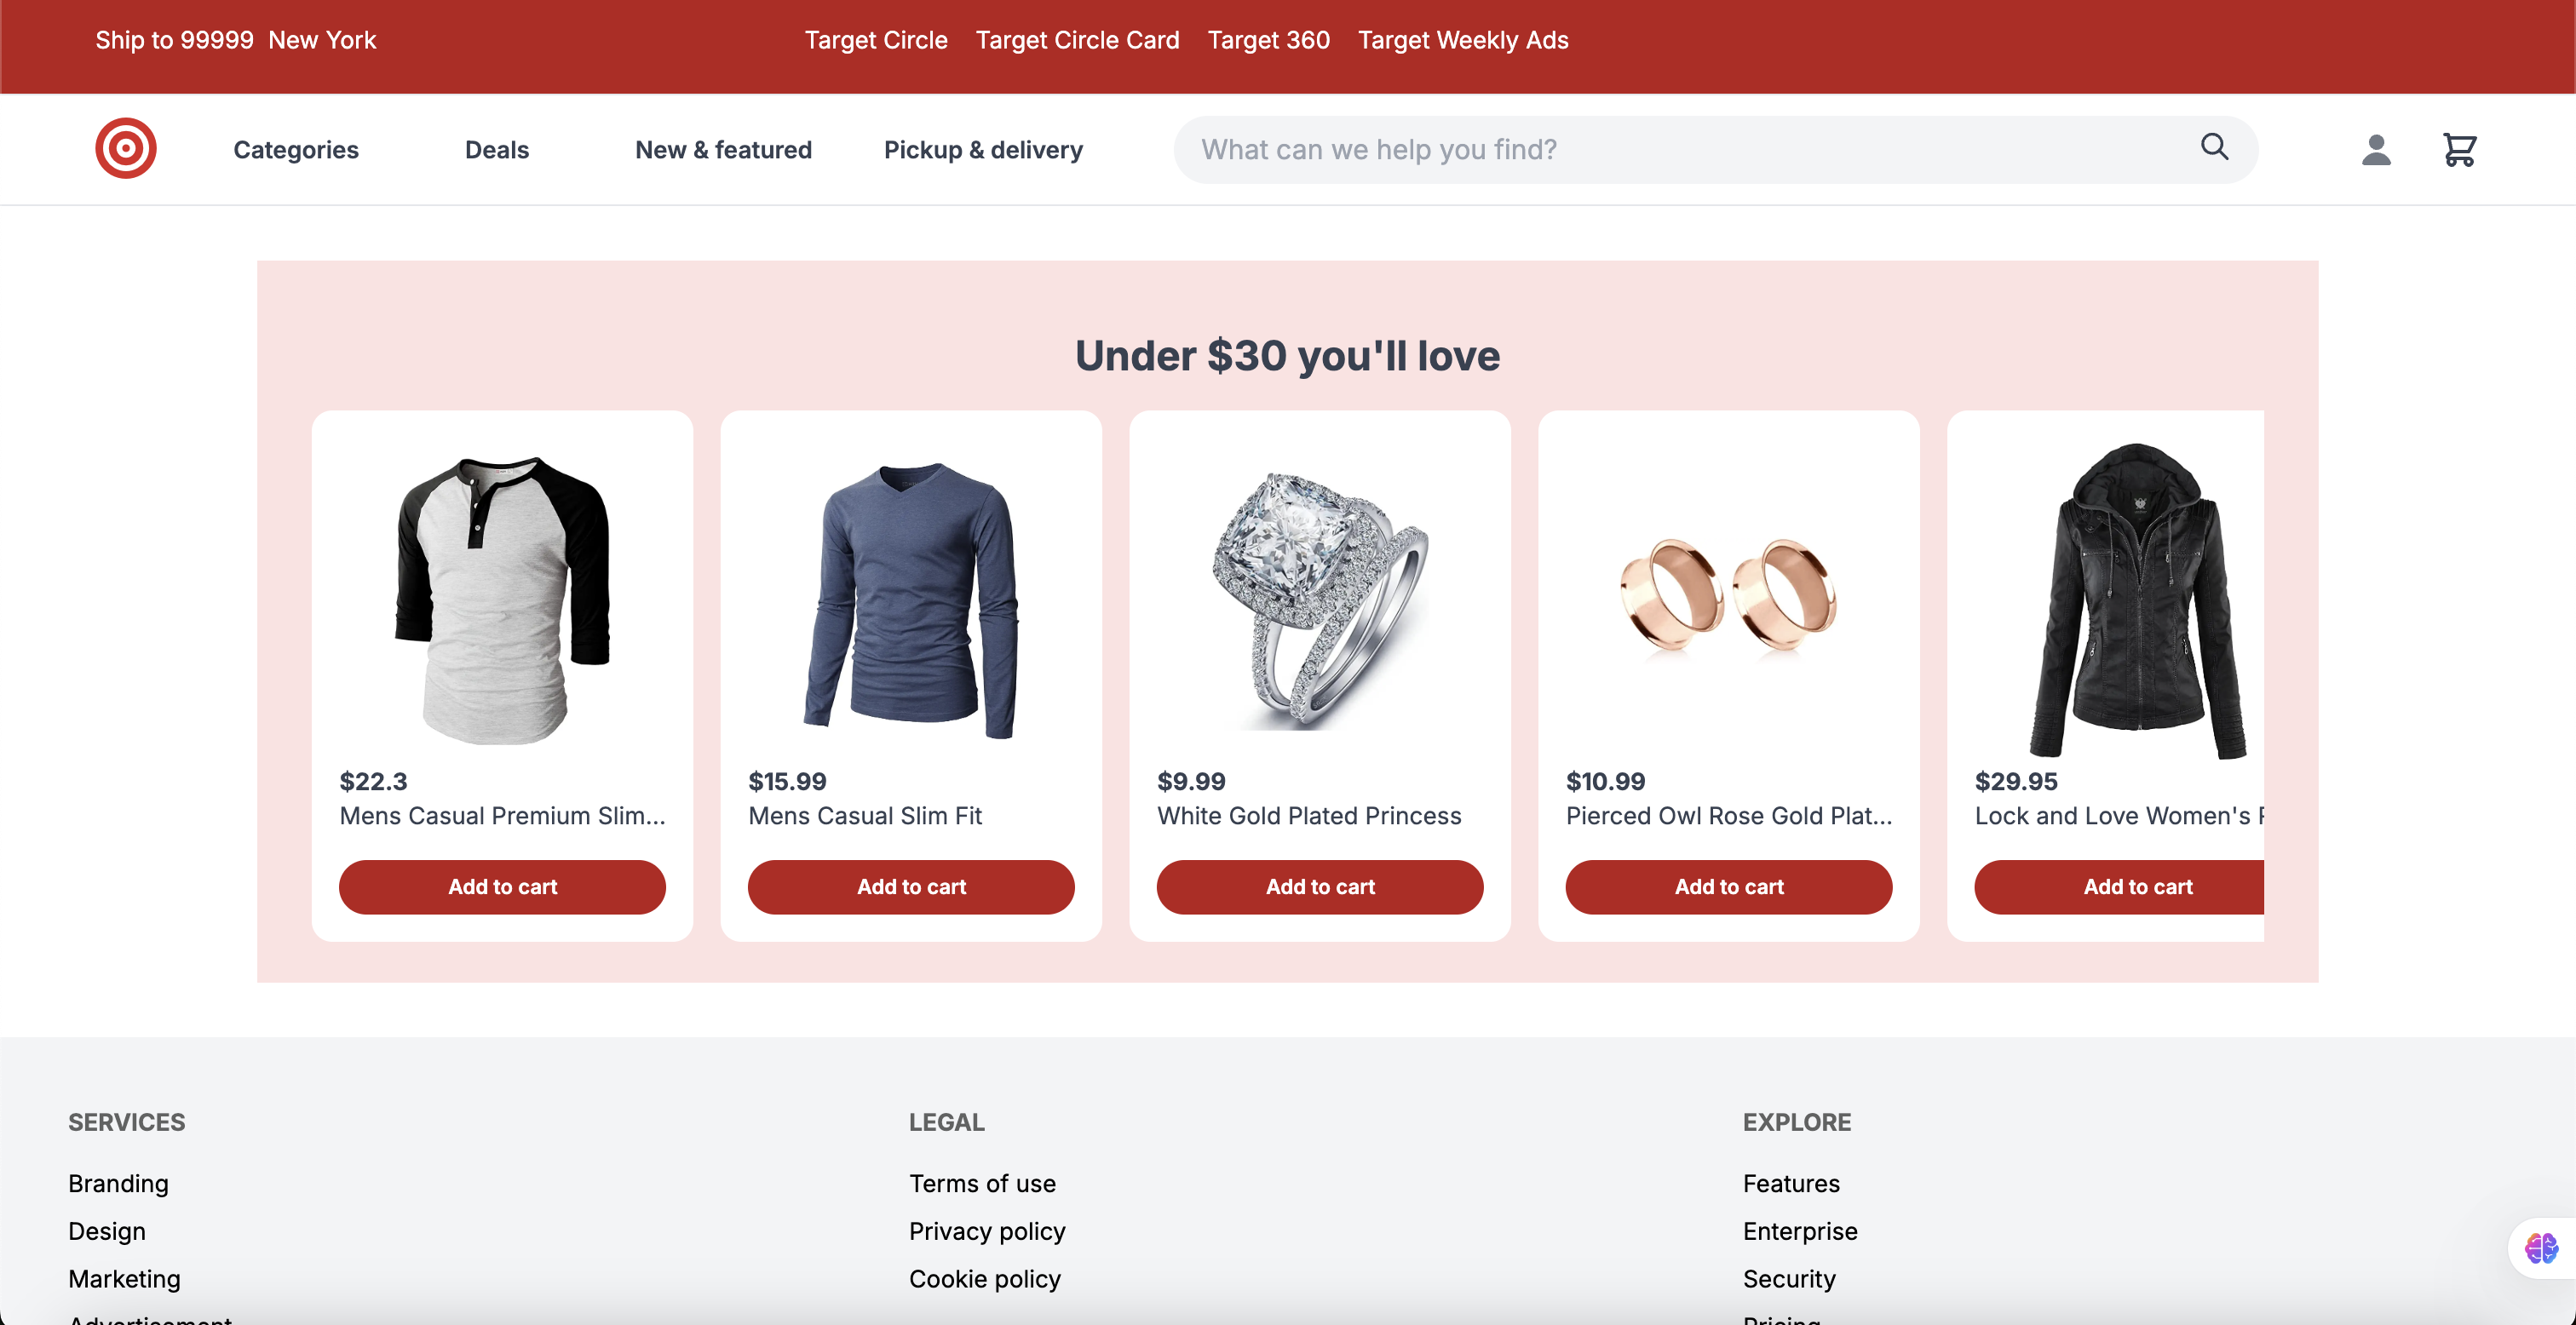 Ship to 99999 New York
Target Circle Target Circle Card Target 360 Target Weekly Ads
Categories Deals New & featured Pickup & delivery What can we help you find?
Under $30 you'll love
$22.3
Mens Casual Premium Slim...
Add to cart
$15.99
Mens Casual Slim Fit
Add to cart
$9.99
White Gold Plated Princess
Add to cart
$10.99
Pierced Owl Rose Gold Plat...
Add to cart
$29.95
Lock and Love Women's
Add to cart
SERVICES
Branding
Design
Marketing
Advertisement
LEGAL
Terms of use
Privacy policy
Cookie policy
EXPLORE
Features
Enterprise
Security
Pricing